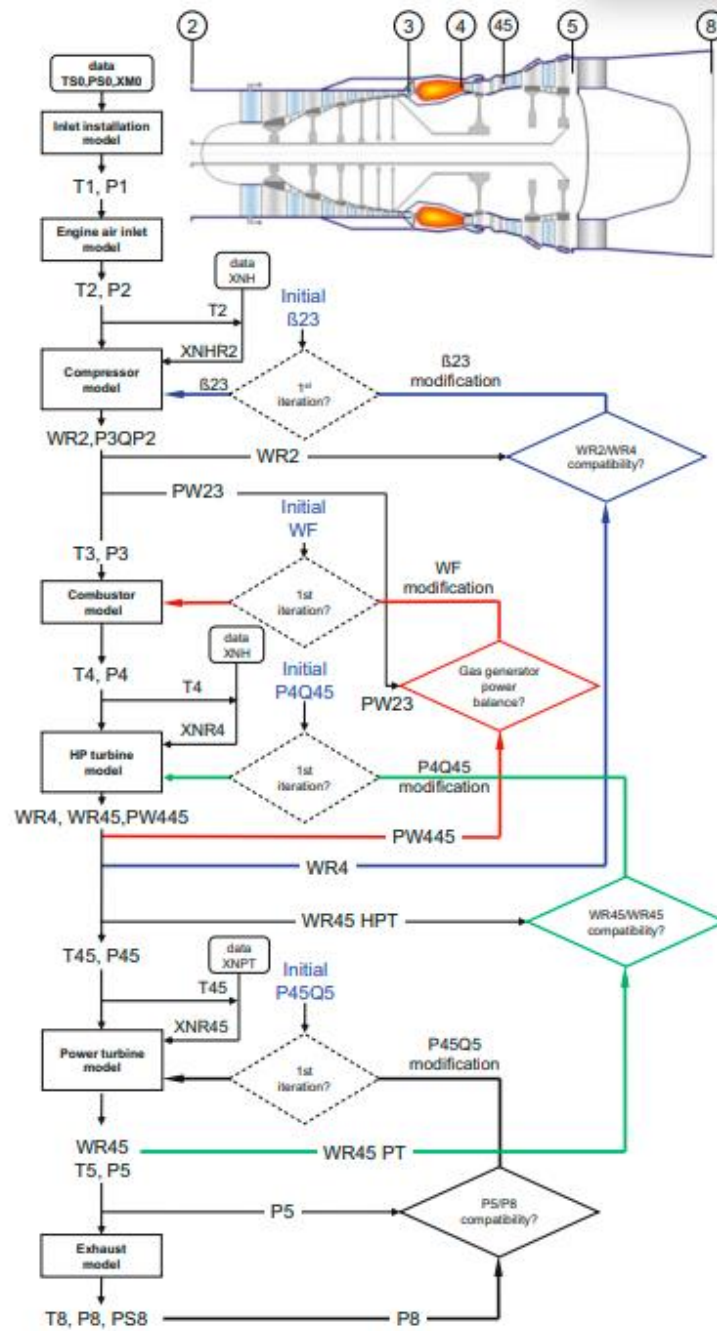 2
3
4
45
5
8
data
TS0,PS0,XM0
Inlet installation
model
T1, P1
Engine air inlet
model
T2, P2
data
XNH
T2
XNHR2
Initial
ß23
Compressor
model
ß23
1st
iteration?
ß23
modification
WR2,P3QP2
WR2
WR2/WR4
compatibility?
PW23
Initial
WF
T3, P3
Combustor
model
1st
iteration?
WF
modification
data
XNH
T4, P4
T4
XNR4
Initial
P4Q45
PW23
Gas generator
power
balance?
HP turbine
model
1st
iteration?
P4Q45
modification
WR4, WR45,PW445
PW445
WR4
WR45 HPT
WR45/WR45
compatibility?
T45, P45
data
XNPT
T45
XNR45
Initial
P45Q5
Power turbine
model
1st
iteration?
P45Q5
modification
WR45
T5, P5
WR45 PT
P5
P5/P8
compatibility?
Exhaust
model
T8, P8, PS8
P8